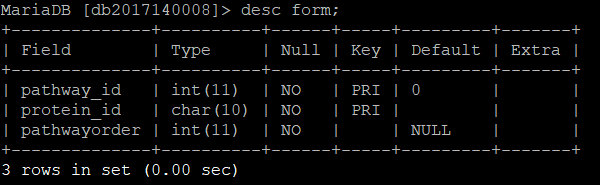 MariaDB [db2017140008]> desc form;
+--------------+----------+------+-----+---------+-------+
| Field        | Type     | Null | Key | Default | Extra |
+--------------+----------+------+-----+---------+-------+
| pathway_id   | int(11)  | NO   | PRI | 0       |       |
| protein_id   | char(10) | NO   | PRI |         |       |
| pathwayorder | int(11)  | NO   |     | NULL    |       |
+--------------+----------+------+-----+---------+-------+
3 rows in set (0.00 sec)